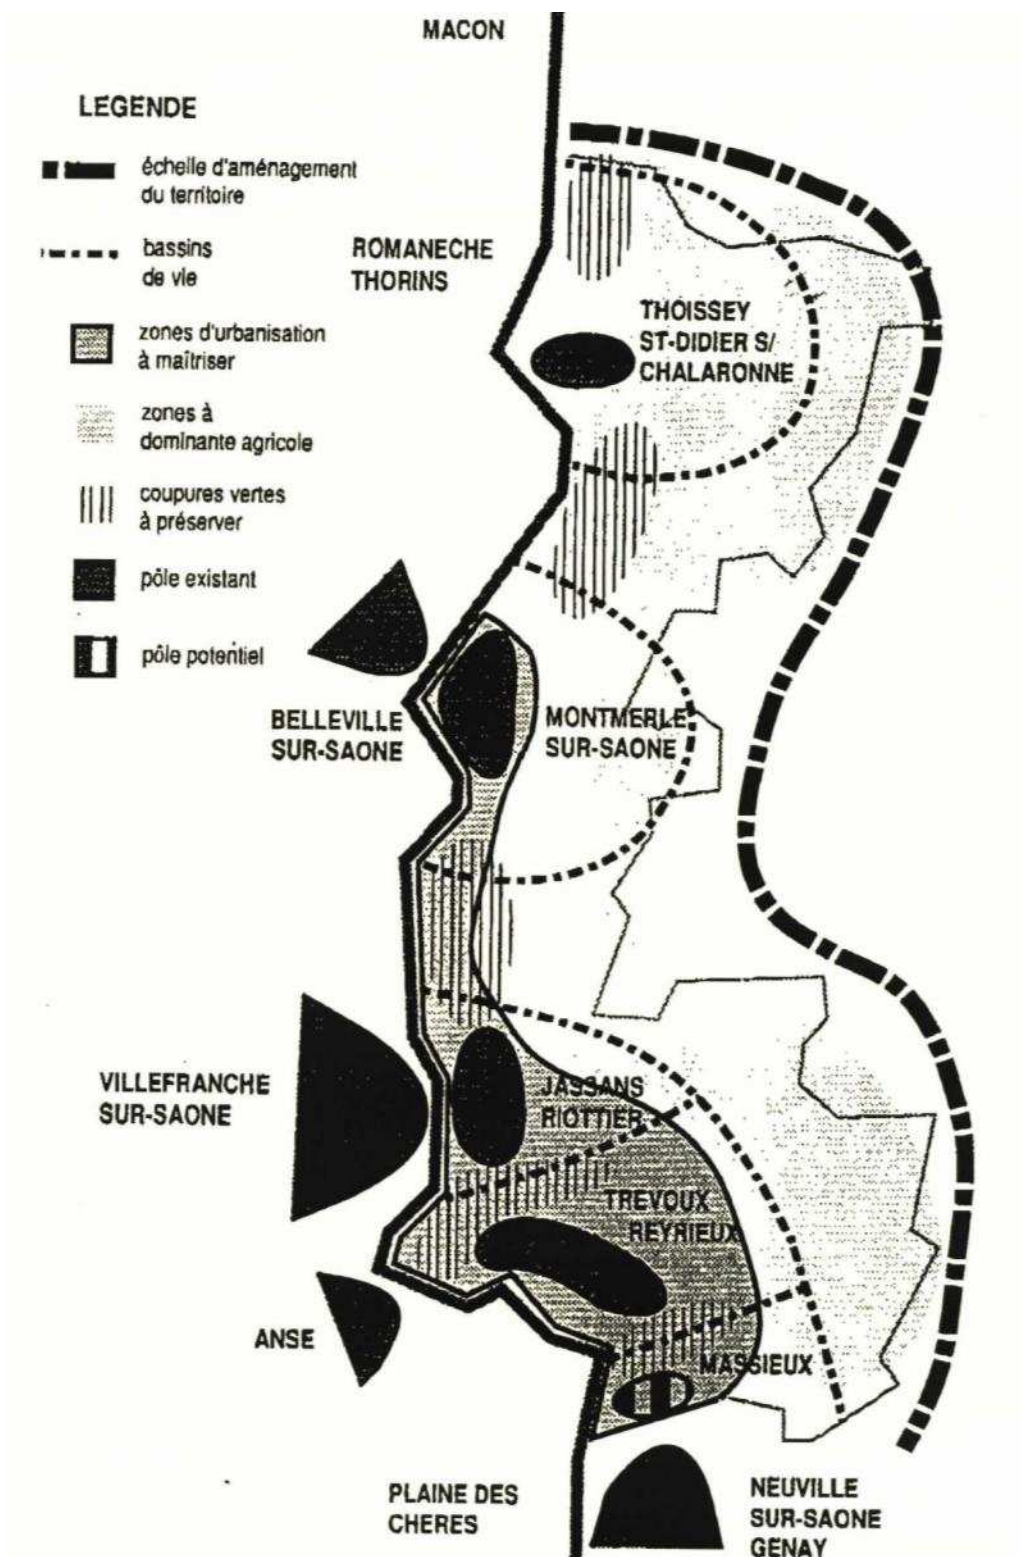 MACON
LEGENDE
échelle d'aménagement
du territoire
bassins
de vie
zones d'urbanisation
à maîtriser
zones à
dominante agricole
coupures vertes
à préserver
pôle existant
pôle potentiel
ROMANECHE
THORINS
THOISSEY
ST-DIDIER S/
CHALARONNE
BELLEVILLE
SUR-SAONE
MONTMERLE
SUR-SAONE
VILLEFRANCHE
SUR-SAONE
JASSANS
RIOTTIER
TREVOUX
REYRIEUX
ANSE
MASSIEUX
PLAINE DES
CHERES
NEUVILLE
SUR-SAONE
GENAY